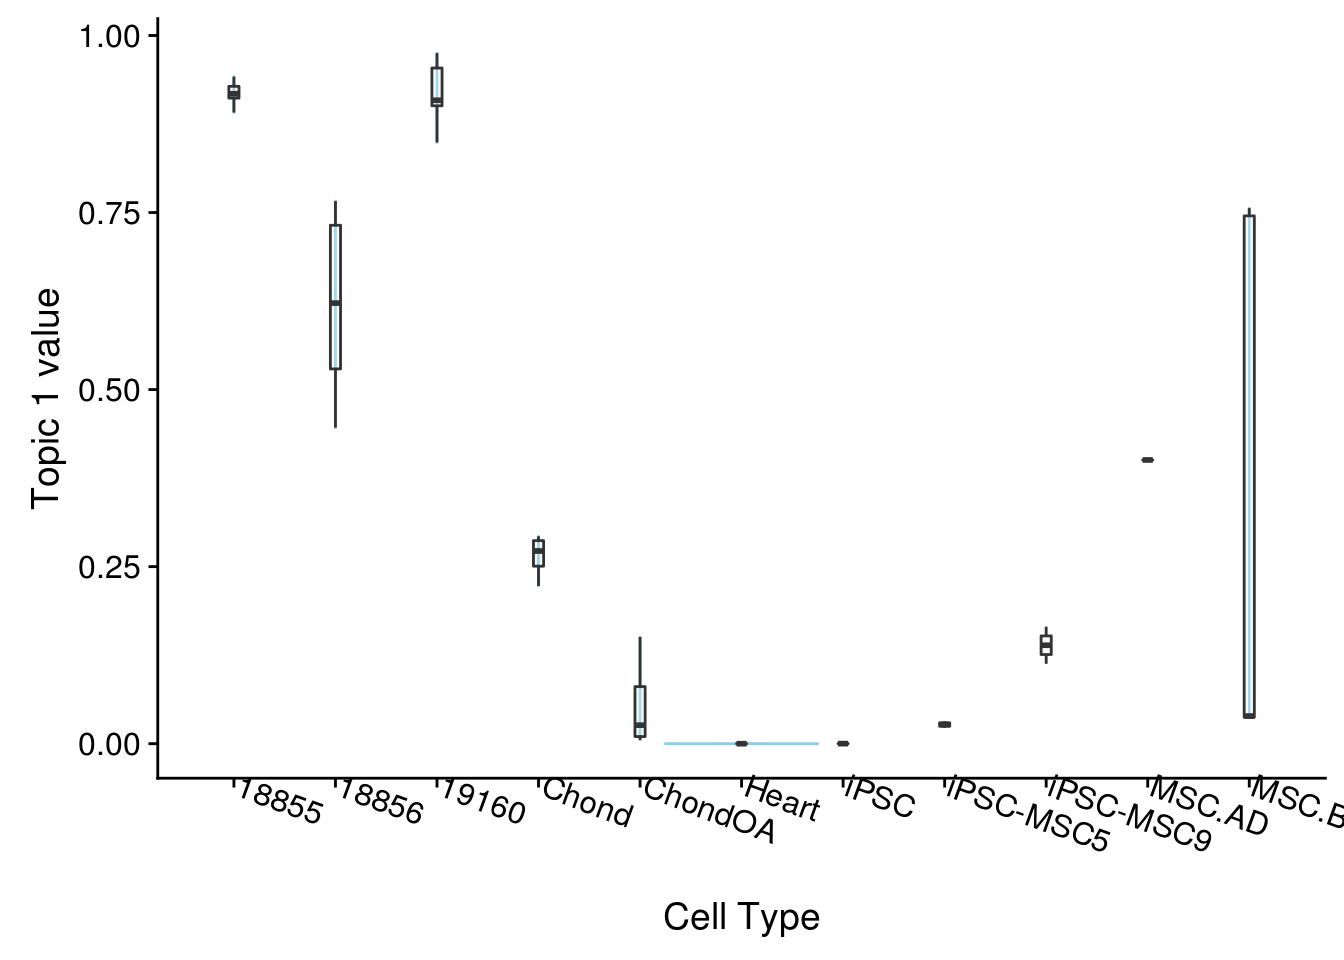 Topic 1 value
1.00
0.75
0.50
0.25
0.00
18855
18856
19160
Chond
ChondOA
Heart
iPSC
iPSC-MSC5
iPSC-MSC9
MSC.AD
MSC.B
Cell Type